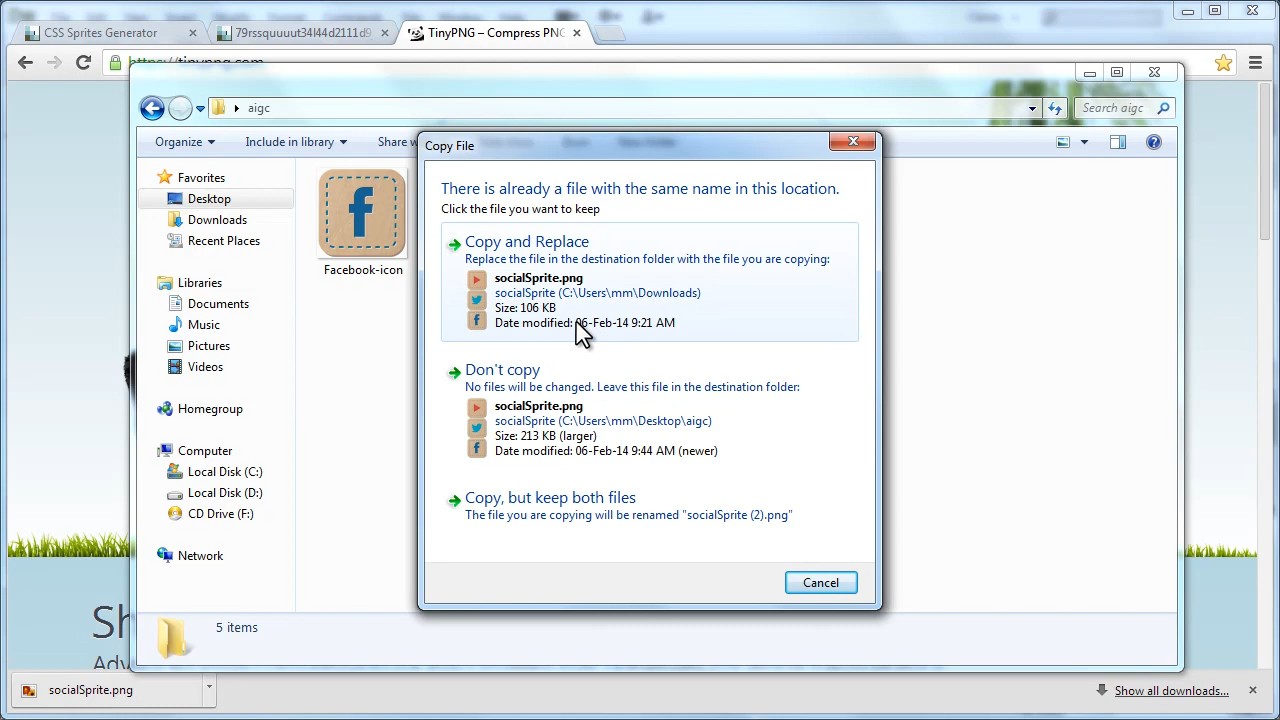 CSS Sprites Generator
79rssquuuut34l44d2111d9
TinyPNG – Compress PNG
https://tinypng.com
aigc
Search aigc
Organize
Include in library
Share w
Copy File
There is already a file with the same name in this location.
Click the file you want to keep
Copy and Replace
Replace the file in the destination folder with the file you are copying:
socialSprite.png
socialSprite (C:\Users\mm\Downloads)
Size: 106 KB
Date modified: 06-Feb-14 9:21 AM
Don't copy
No files will be changed. Leave this file in the destination folder:
socialSprite.png
socialSprite (C:\Users\mm\Desktop\aigc)
Size: 213 KB (larger)
Date modified: 06-Feb-14 9:44 AM (newer)
Copy, but keep both files
The file you are copying will be renamed "socialSprite (2).png"
Cancel
Favorites
Desktop
Downloads
Recent Places
Libraries
Documents
Music
Pictures
Videos
Homegroup
Computer
Local Disk (C:)
Local Disk (D:)
CD Drive (F:)
Network
Facebook-icon
5 items
Sh
socialSprite.png
Show all downloads...